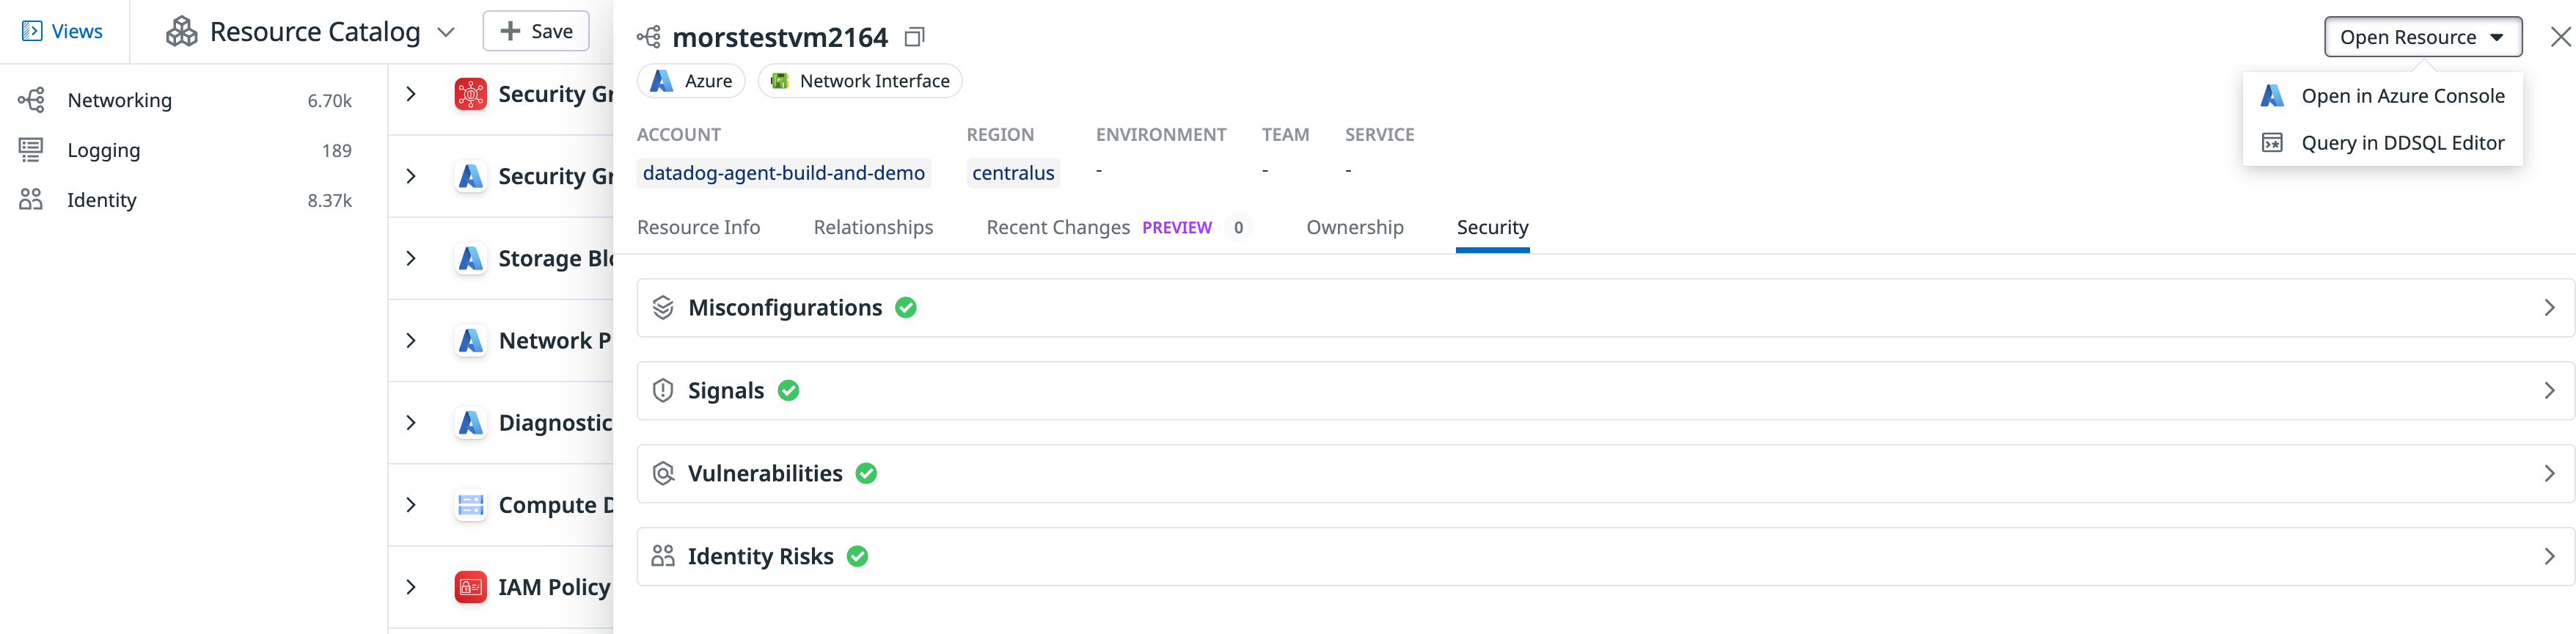 Views
Resource Catalog
Save
Networking 6.70k
Logging 189
Identity 8.37k
Security Gr
Security Gr
Storage Blo
Network P
Diagnostic
Compute D
IAM Policy
morstestvm2164
Azure
Network Interface
Open Resource
Open in Azure Console
Query in DDSQL Editor
ACCOUNT REGION ENVIRONMENT TEAM SERVICE
datadog-agent-build-and-demo centralus - - -
Resource Info Relationships Recent Changes PREVIEW 0 Ownership Security
Misconfigurations
Signals
Vulnerabilities
Identity Risks